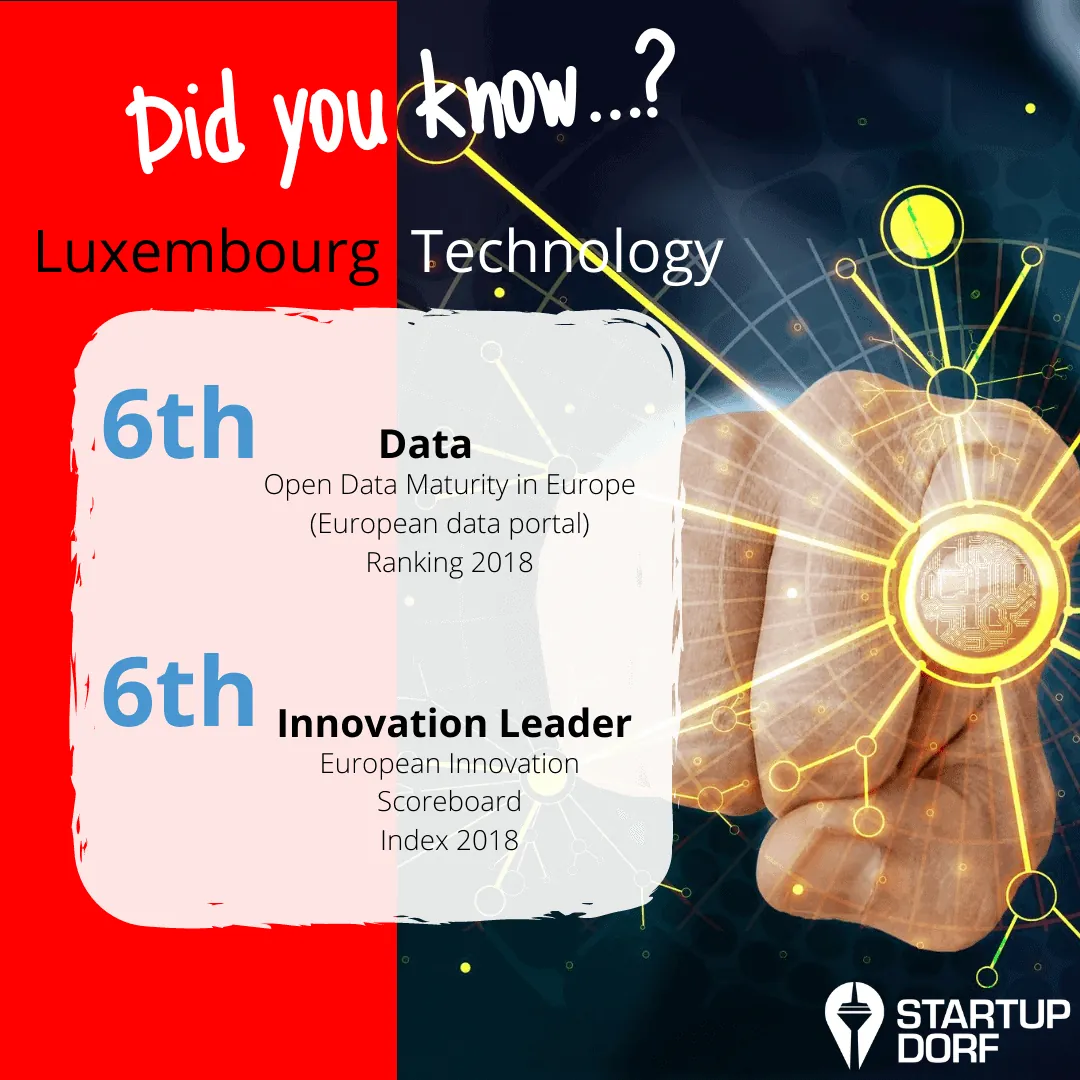 Did you know...?
Luxembourg Technology
6th
Data
Open Data Maturity in Europe
(European data portal)
Ranking 2018
6th
Innovation Leader
European Innovation
Scoreboard
Index 2018
STARTUP
DORF